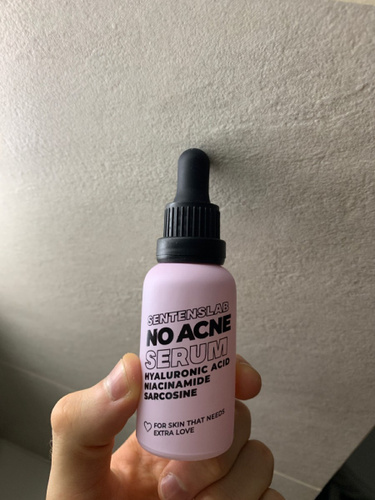 SENTENSLAB
NO ACNE
SERUM
HYALURONIC ACID
NIACINAMIDE
SARCOSINE
FOR SKIN THAT NEEDS
EXTRA LOVE